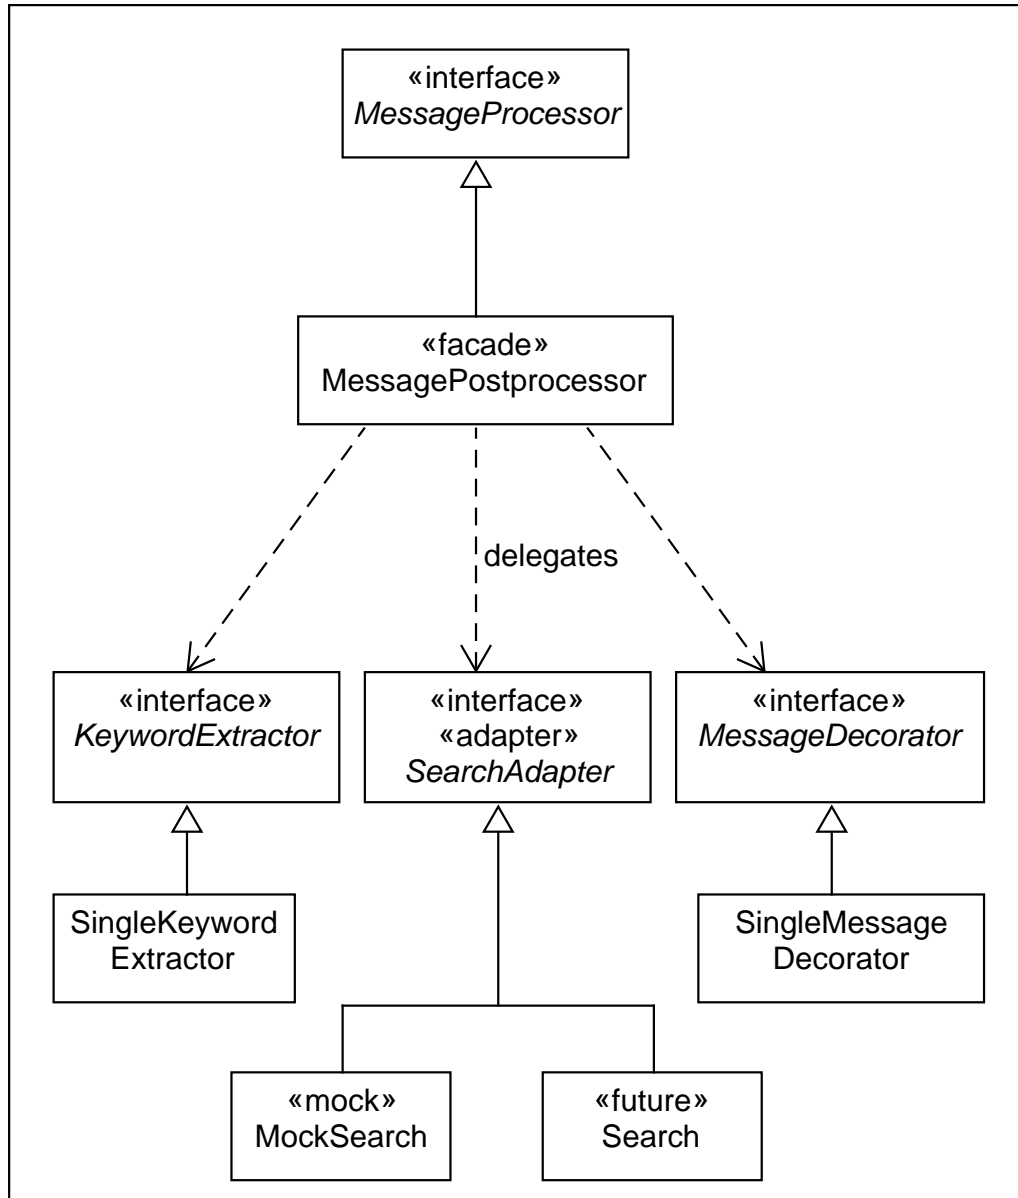 «interface»
MessageProcessor
«facade»
MessagePostprocessor
delegates
«interface»
KeywordExtractor
«interface»
«adapter»
SearchAdapter
«interface»
MessageDecorator
SingleKeyword
Extractor
SingleMessage
Decorator
«mock»
MockSearch
«future»
Search